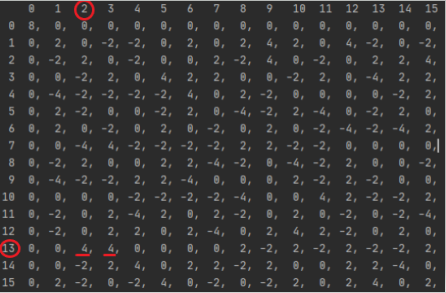 0 1 2 3 4 5 6 7 8 9 10 11 12 13 14 15
0 8, 0, 0, 0, 0, 0, 0, 0, 0, 0, 0, 0, 0, 0, 0, 0,
1 0, 2, 0,-2,-2, 0, 2, 0, 2, 4, 2, 0, 4,-2, 0,-2,
2 0,-2, 2, 0,-2, 0, 0, 2,-2, 4, 0,-2, 0, 2, 2, 4,
3 0, 0,-2, 2, 0, 4, 2, 2, 0, 0,-2, 2, 0,-4, 2, 2,
4 0,-4,-2,-2,-2,-2, 4, 0, 2,-2, 0, 0, 0, 0,-2, 2,
5 0, 2,-2, 0,-2, 2,-2, 0,-4,-2, 2,-4, 0,-2, 2, 0,
6 0, 2, 0,-2, 0, 2, 0,-2, 0, 2, 0,-2,-4,-2,-4, 2,
7 0, 0,-4, 4,-2,-2,-2,-2, 2, 2,-2,-2, 0, 0, 0, 0,
8 0,-2, 2, 0, 0, 2, 2,-4,-2, 0,-4,-2, 2, 0, 0,-2,
9 0,-4,-2,-2, 2, 2,-4, 0, 0, 0, 2,-2,-2, 2, 0, 0,
10 0, 0, 0, 0,-2,-2,-2,-2,-4, 0, 0, 4, 2,-2,-2, 2,
11 0,-2, 0, 2,-4, 2, 0, 2,-2, 0, 2, 0,-2, 0,-2,-4,
12 0,-2, 0, 2, 2, 0, 2,-4, 0, 2, 4, 2,-2, 0, 2, 0,
13 0, 0, 4, 4, 0, 0, 0, 0, 2,-2, 2,-2, 2,-2,-2, 2,
14 0, 0,-2, 2, 4, 0, 2, 2,-2,
15 0, 2,-2, 0,-2, 4, 0,-2, 0,